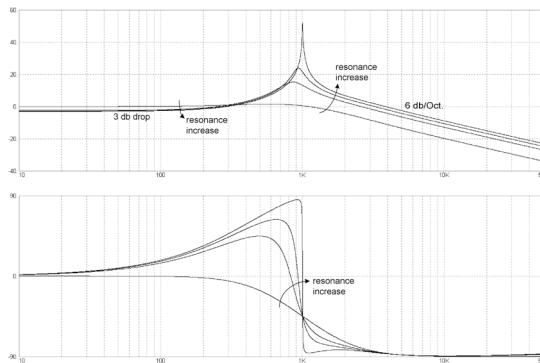 60
40
resonance
increase
20
6 db/Oct.
0
3 db drop
resonance
increase
-20
-40
10
100
1K
10K
90
0
resonance
increase
-90
10
100
1K
10K